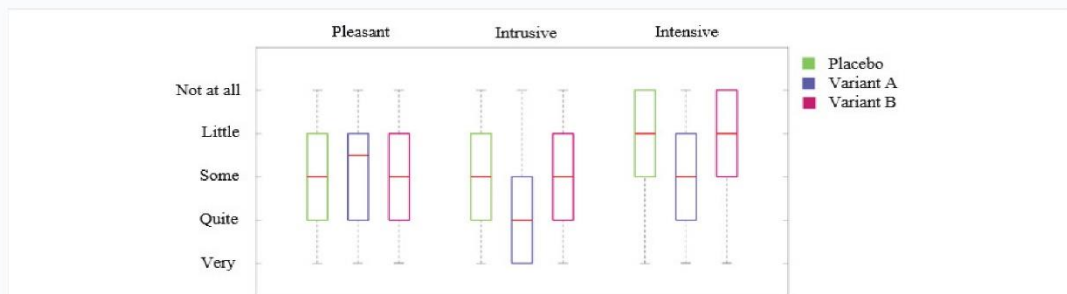 Pleasant Intrusive Intensive
Placebo
Variant A
Variant B
Not at all
Little
Some
Quite
Very